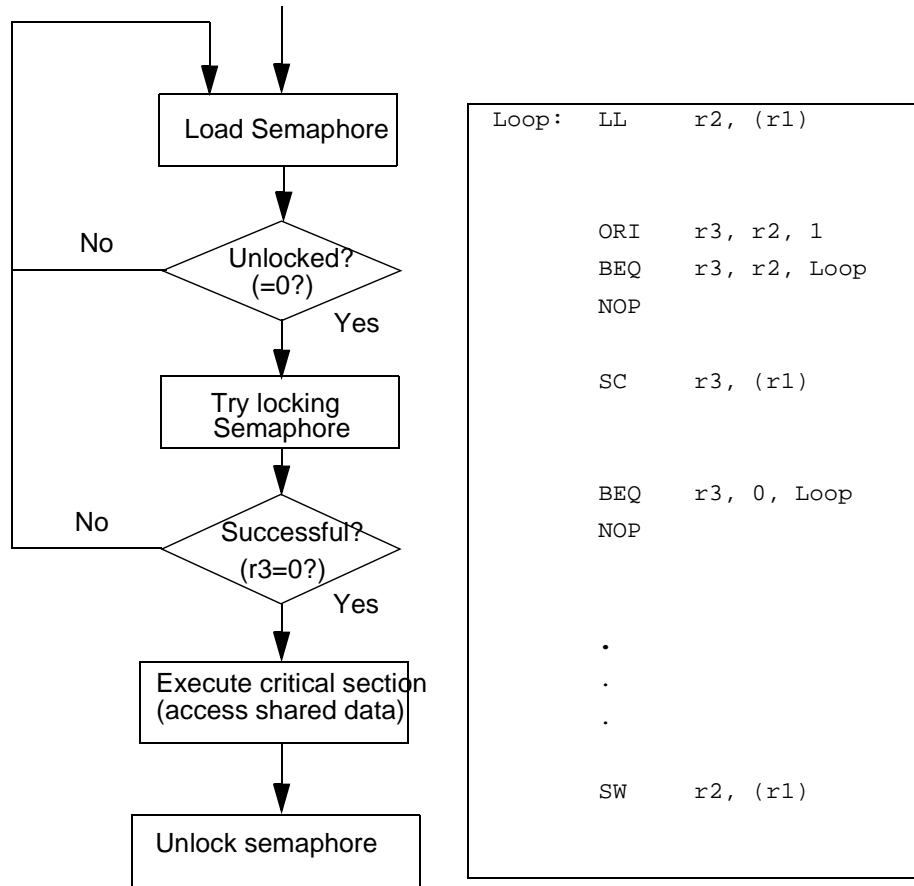 Load Semaphore
No
Unlocked?
(=0?)
Yes
Try locking
Semaphore
No
Successful?
(r3=0?)
Yes
Execute critical section
(access shared data)
Unlock semaphore
Loop: LL r2, (r1)
ORI r3, r2, 1
BEQ r3, r2, Loop
NOP
SC r3, (r1)
BEQ r3, 0, Loop
NOP
.
.
.
SW r2, (r1)